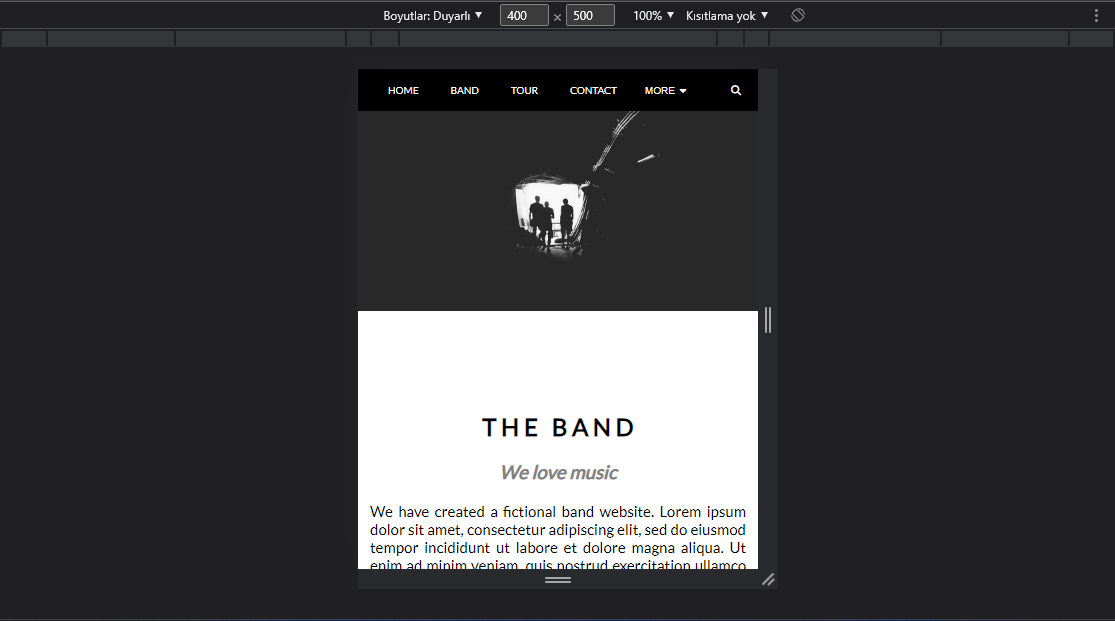 Boyutlar: Duyarlı ▼ 400 × 500 100% ▼ Kısıtlama yok ▼
HOME BAND TOUR CONTACT MORE
THE BAND
We love music
We have created a fictional band website. Lorem ipsum
dolor sit amet, consectetur adipiscing elit, sed do eiusmod
tempor incididunt ut labore et dolore magna aliqua. Ut
enim ad minim veniam, quis nostrud exercitation ullamco